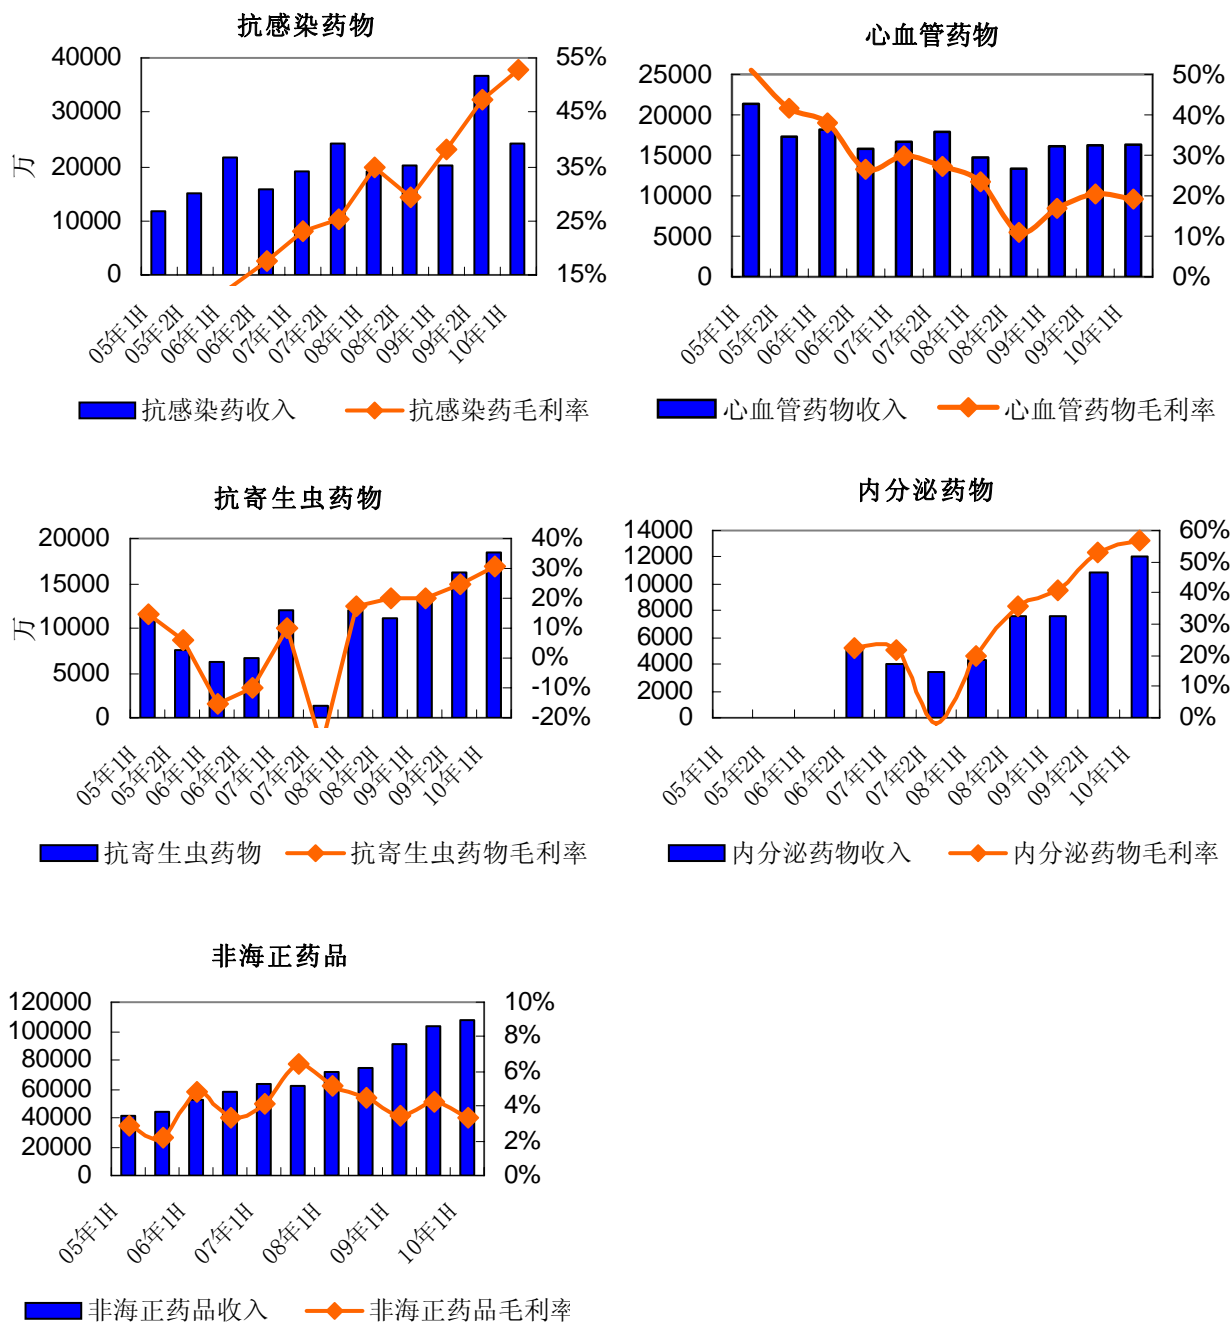 抗感染药物
40000
30000
20000
10000
0
万
55%
45%
35%
25%
15%
05年1H
05年2H
06年1H
06年2H
07年1H
07年2H
08年1H
08年2H
09年1H
09年2H
10年1H
抗感染药收入
抗感染药毛利率
心血管药物
25000
20000
15000
10000
5000
0
50%
40%
30%
20%
10%
0%
05年1H
05年2H
06年1H
06年2H
07年1H
07年2H
08年1H
08年2H
09年1H
09年2H
10年1H
心血管药物收入
心血管药物毛利率
抗寄生虫药物
20000
15000
10000
5000
0
万
40%
30%
20%
10%
0%
-10%
-20%
05年1H
05年2H
06年1H
06年2H
07年1H
07年2H
08年1H
08年2H
09年1H
09年2H
10年1H
抗寄生虫药物
抗寄生虫药物毛利率
内分泌药物
14000
12000
10000
8000
6000
4000
2000
0
60%
50%
40%
30%
20%
10%
0%
05年1H
05年2H
06年1H
06年2H
07年1H
07年2H
08年1H
08年2H
09年1H
09年2H
10年1H
内分泌药物收入
内分泌药物毛利率
非海正药品
120000
100000
80000
60000
40000
20000
0
10%
8%
6%
4%
2%
0%
05年1H
06年1H
07年1H
08年1H
09年1H
10年1H
非海正药品收入
非海正药品毛利率